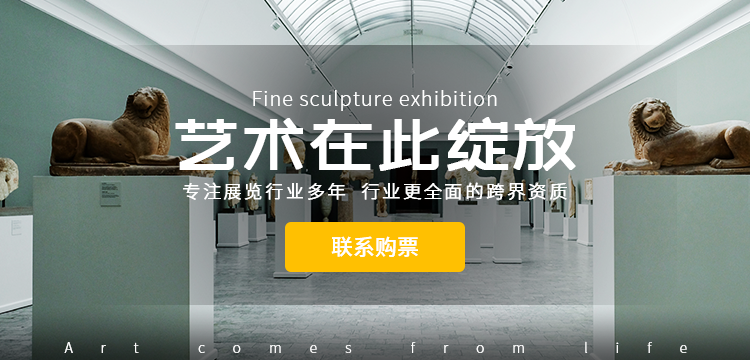 Fine sculpture exhibition
艺术在此绽放
专注展览行业多年 行业更全面的跨界资质
联系购票
Art comes from life